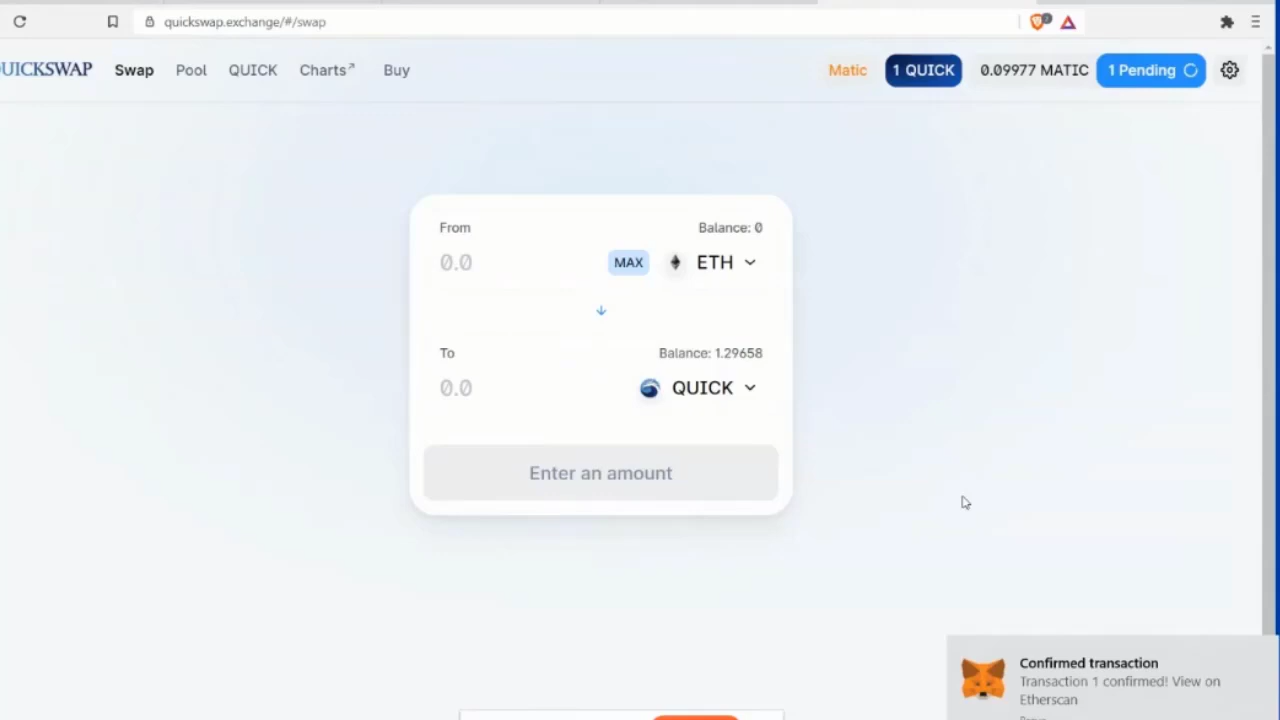 quickswap.exchange/#/swap
UICKSWAP Swap Pool QUICK Charts↗ Buy Matic 1 QUICK 0.09977 MATIC 1 Pending
From Balance: 0
0.0 MAX ETH
To Balance: 1.29658
0.0 QUICK
Enter an amount
Confirmed transaction
Transaction 1 confirmed! View on
Etherscan